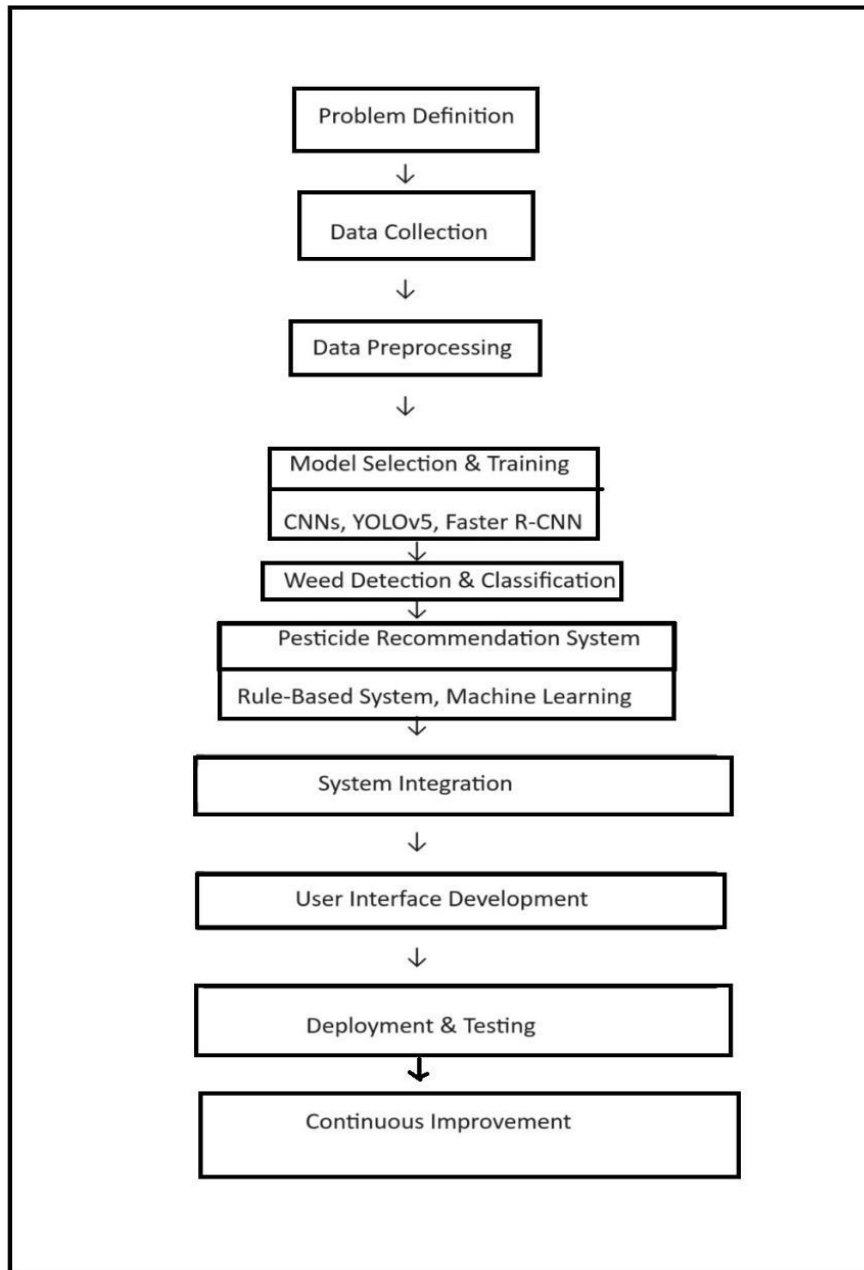 Problem Definition
↓
Data Collection
↓
Data Preprocessing
↓
Model Selection & Training
CNNs, YOLOv5, Faster R-CNN
↓
Weed Detection & Classification
↓
Pesticide Recommendation System
Rule-Based System, Machine Learning
↓
System Integration
↓
User Interface Development
↓
Deployment & Testing
↓
Continuous Improvement